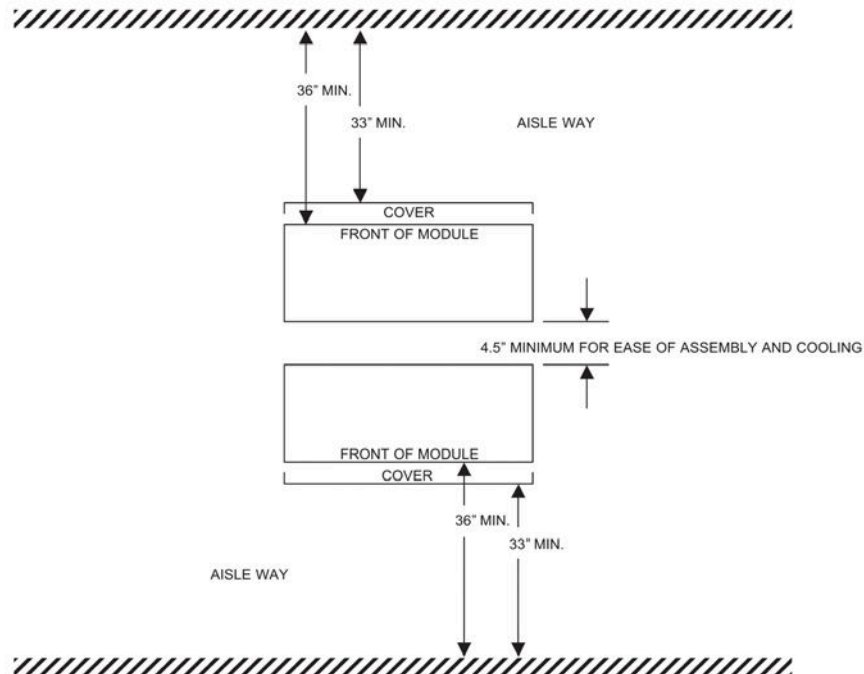 36” MIN.
33” MIN.
AISLE WAY
COVER
FRONT OF MODULE
4.5” MINIMUM FOR EASE OF ASSEMBLY AND COOLING
FRONT OF MODULE
COVER
36” MIN.
33” MIN.
AISLE WAY